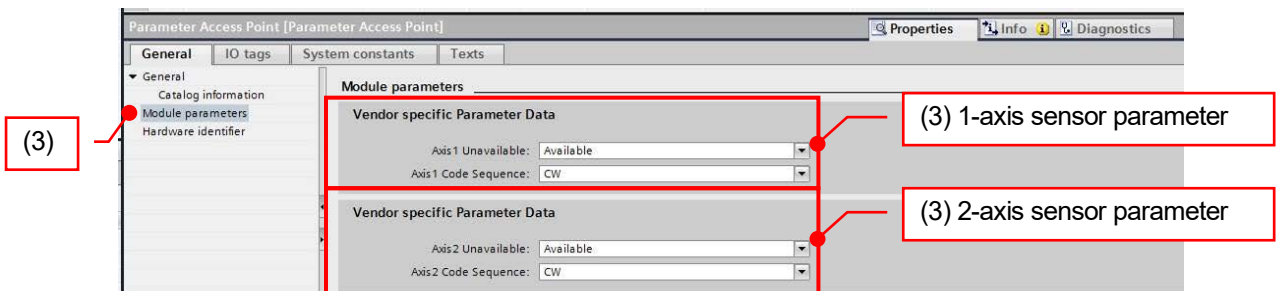 Parameter Access Point [Parameter Access Point]
Properties
Info
Diagnostics
General
IO tags
System constants
Texts
General
Catalog information
Module parameters
Hardware identifier
(3)
Module parameters
Vendor specific Parameter Data
Axis1 Unavailable: Available
Axis1 Code Sequence: CW
(3) 1-axis sensor parameter
Vendor specific Parameter Data
Axis2 Unavailable: Available
Axis2 Code Sequence: CW
(3) 2-axis sensor parameter